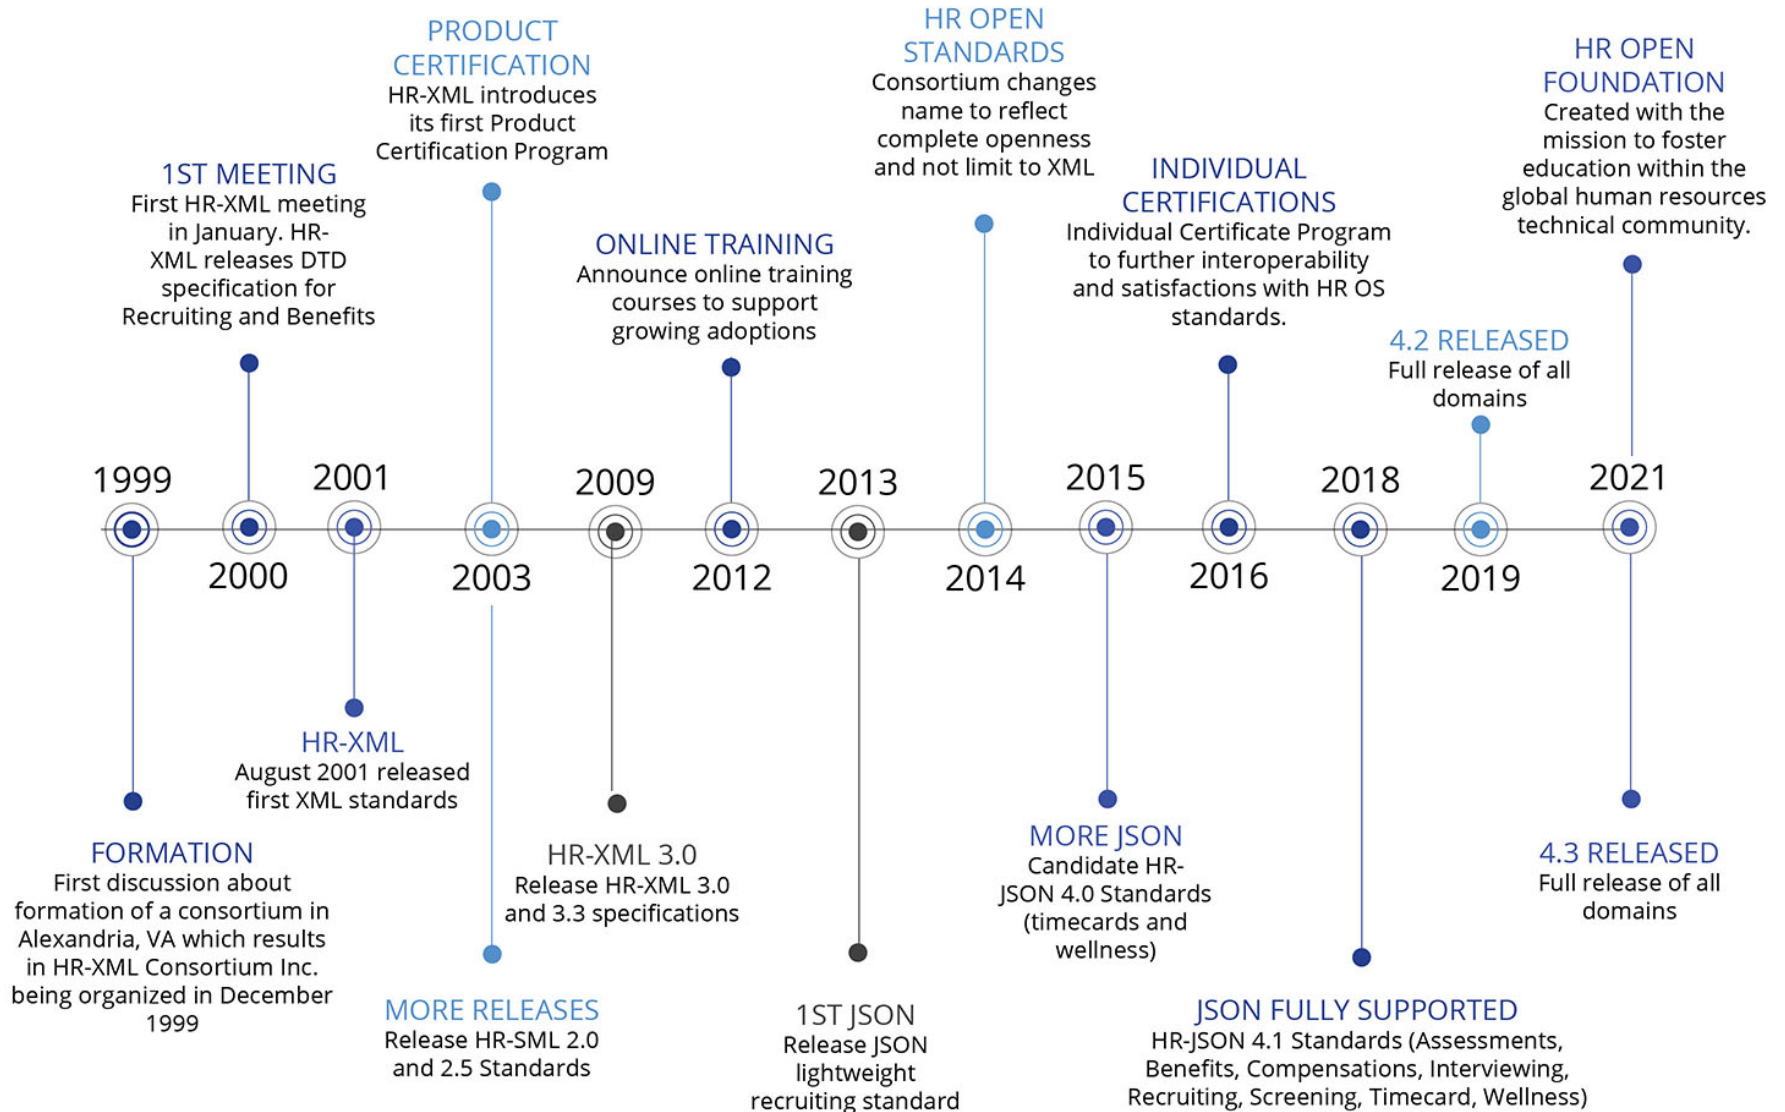 PRODUCT
CERTIFICATION
HR-XML introduces
its first Product
Certification Program
HR OPEN
STANDARDS
Consortium changes
name to reflect
complete openness
and not limit to XML
HR OPEN
FOUNDATION
Created with the
mission to foster
education within the
global human resources
technical community.
1ST MEETING
First HR-XML meeting
in January. HR-
XML releases DTD
specification for
Recruiting and Benefits
ONLINE TRAINING
Announce online training
courses to support
growing adoptions
INDIVIDUAL
CERTIFICATIONS
Individual Certificate Program
to further interoperability
and satisfactions with HR OS
standards.
4.2 RELEASED
Full release of all
domains
1999
2000
2001
2003
2009
2012
2013
2014
2015
2016
2018
2019
2021
HR-XML
August 2001 released
first XML standards
FORMATION
First discussion about
formation of a consortium in
Alexandria, VA which results
in HR-XML Consortium Inc.
being organized in December
1999
MORE RELEASES
Release HR-SML 2.0
and 2.5 Standards
HR-XML 3.0
Release HR-XML 3.0
and 3.3 specifications
1ST JSON
Release JSON
lightweight
recruiting standard
MORE JSON
Candidate HR-
JSON 4.0 Standards
(timecards and
wellness)
JSON FULLY SUPPORTED
HR-JSON 4.1 Standards (Assessments,
Benefits, Compensations, Interviewing,
Recruiting, Screening, Timecard, Wellness)
4.3 RELEASED
Full release of all
domains